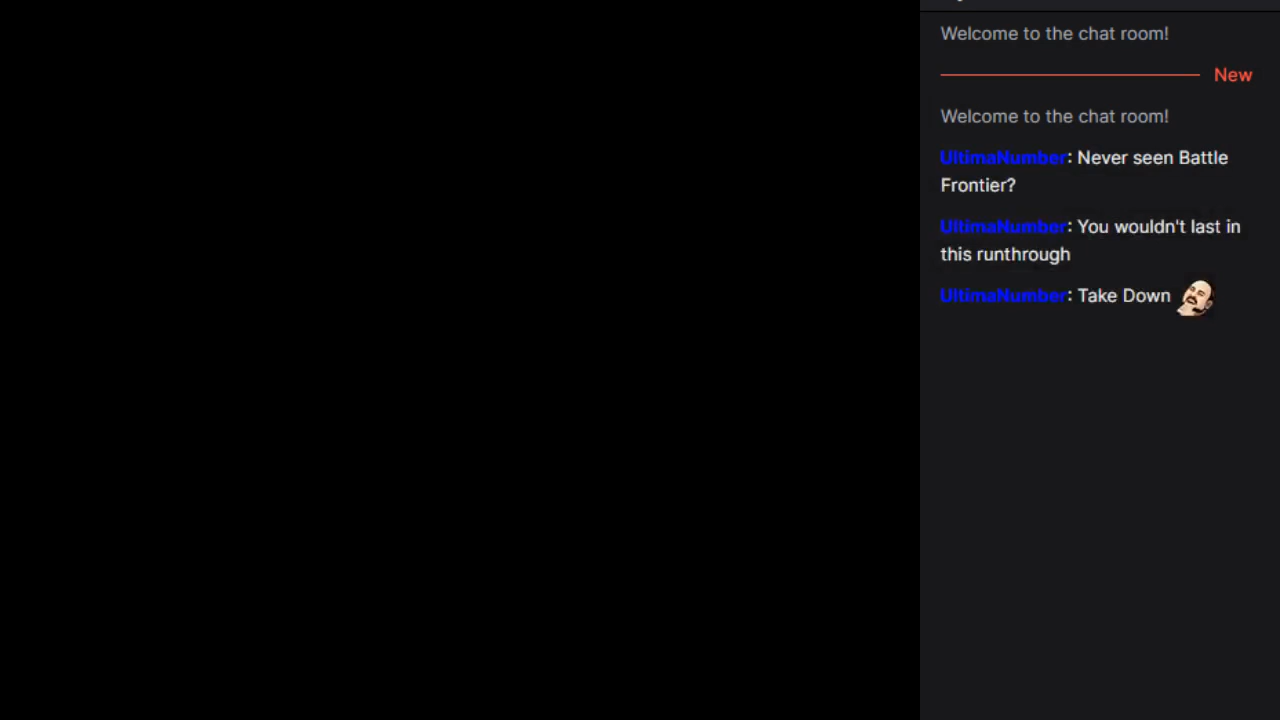 Welcome to the chat room!
New
Welcome to the chat room!
UltimaNumber: Never seen Battle
Frontier?
UltimaNumber: You wouldn't last in
this runthrough
UltimaNumber: Take Down